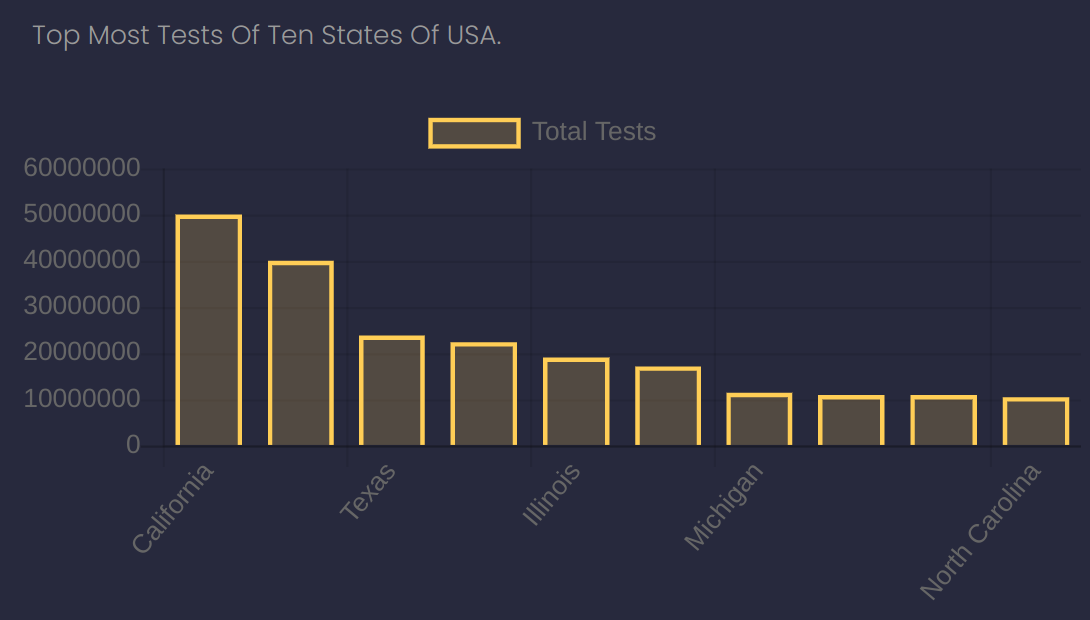 Top Most Tests Of Ten States Of USA.
Total Tests
60000000
50000000
40000000
30000000
20000000
10000000
0
California
Texas
Illinois
Michigan
North Carolina